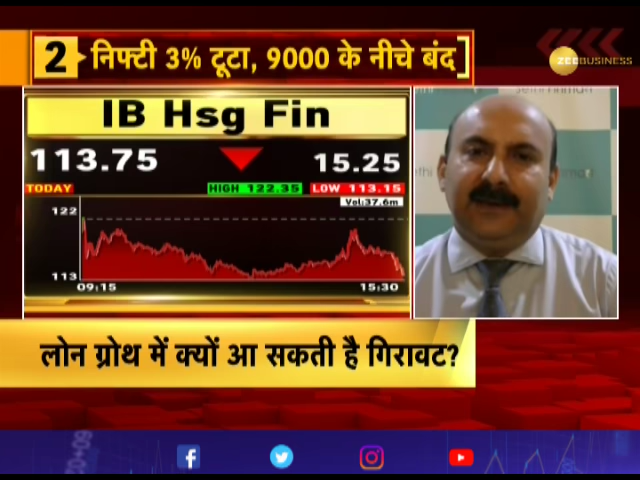 2 निफ्टी 3% टूटा, 9000 के नीचे बंद
ZEEBUSINESS
IB Hsg Fin
113.75 15.25
TODAY HIGH 122.35 LOW 113.15
Vol:37.6m
122
113
09:15 15:30
लोन ग्रोथ में क्यों आ सकती है गिरावट?